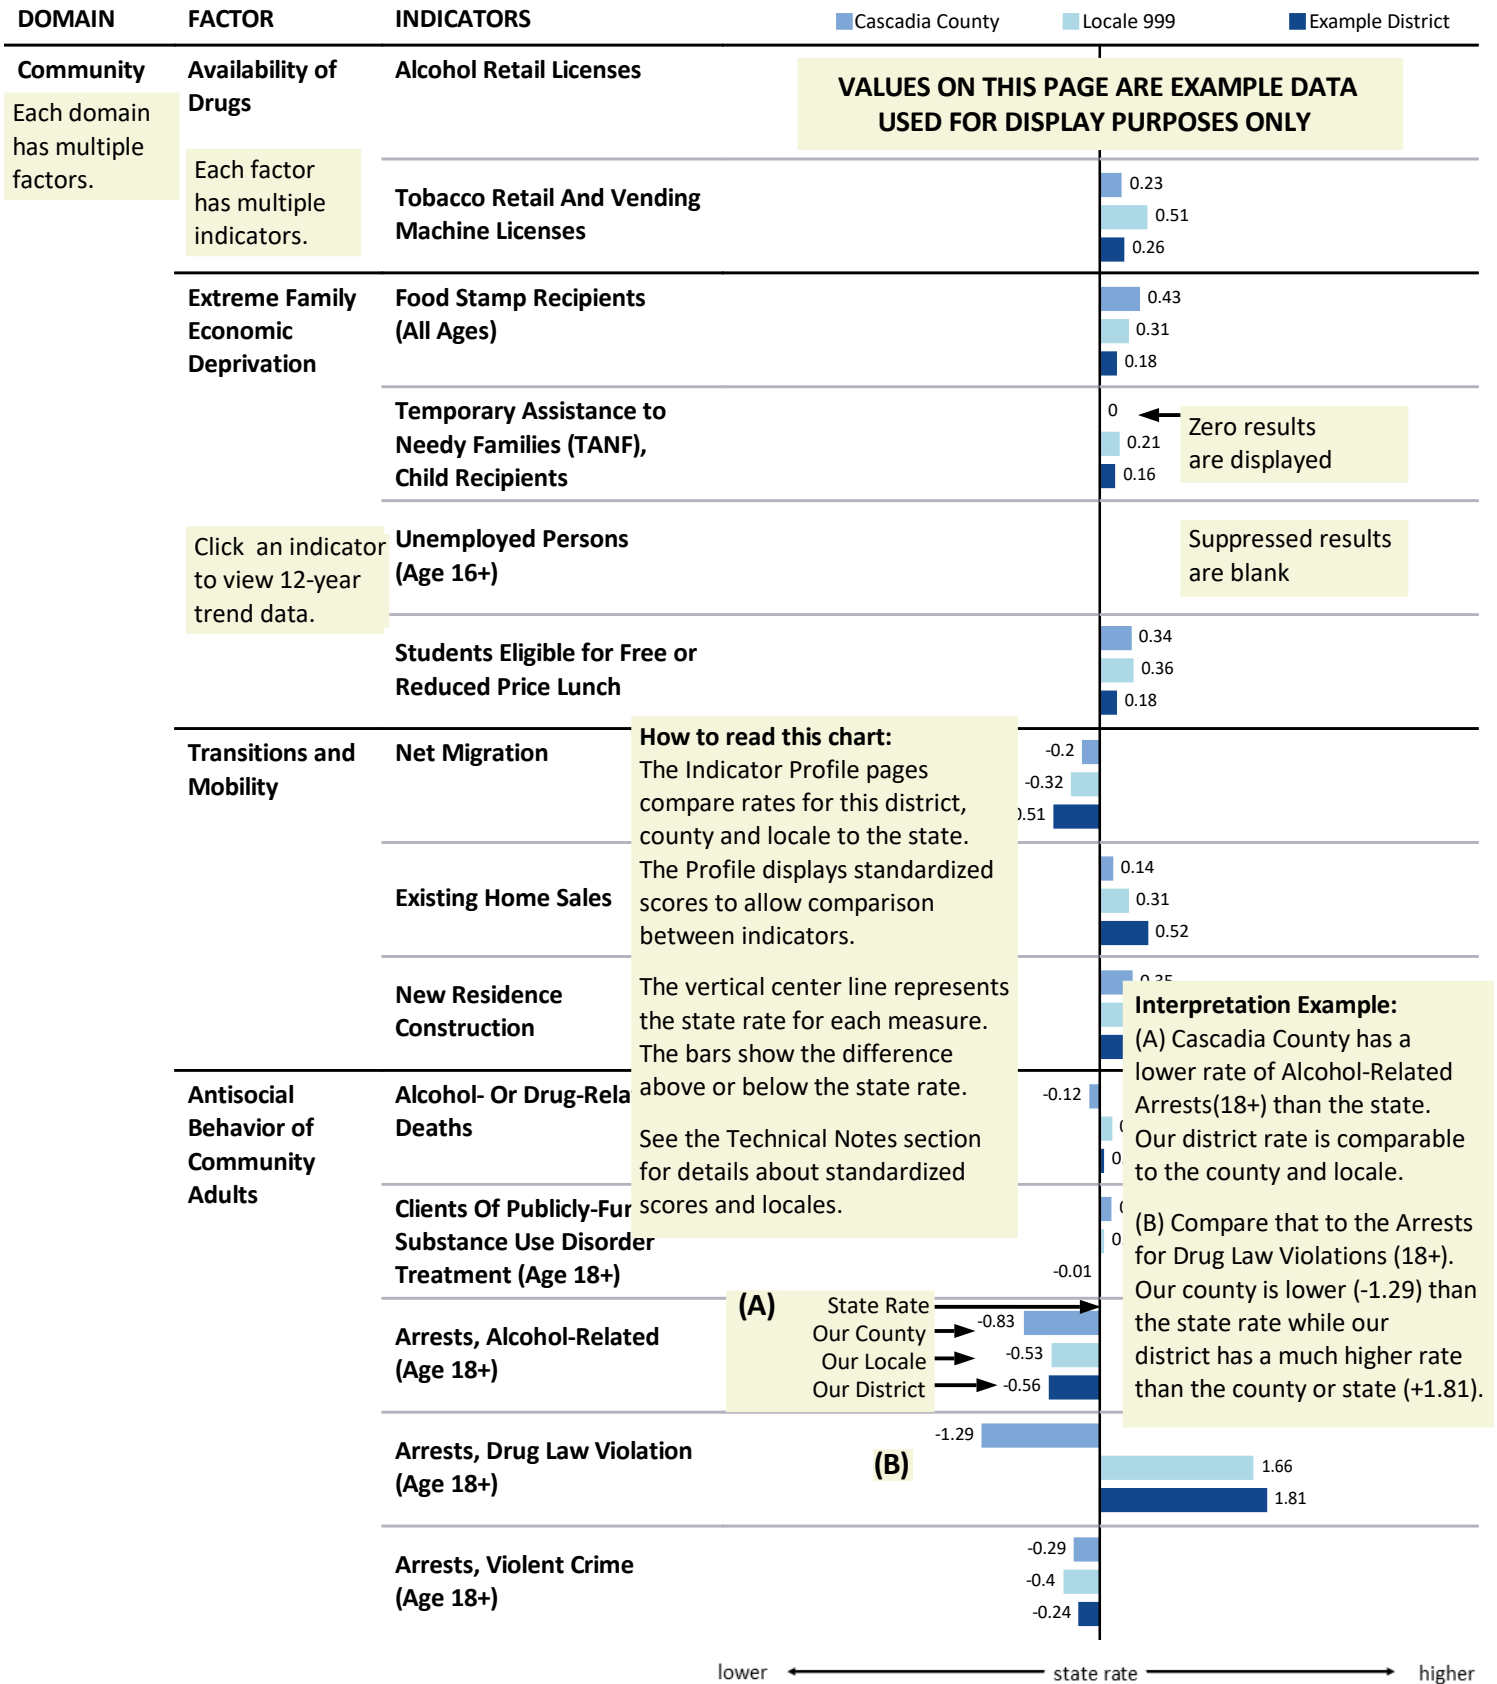 DOMAIN FACTOR INDICATORS Cascadia County Locale 999 Example District
Community
Each domain
has multiple
factors.
Availability of
Drugs
Each factor
has multiple
indicators.
Alcohol Retail Licenses
VALUES ON THIS PAGE ARE EXAMPLE DATA
USED FOR DISPLAY PURPOSES ONLY
Tobacco Retail And Vending
Machine Licenses
0.23
0.51
0.26
Extreme Family
Economic
Deprivation
Food Stamp Recipients
(All Ages)
0.43
0.31
0.18
Temporary Assistance to
Needy Families (TANF),
Child Recipients
0
0.21
0.16
Zero results
are displayed
Click an indicator
to view 12-year
trend data.
Unemployed Persons
(Age 16+)
Suppressed results
are blank
Students Eligible for Free or
Reduced Price Lunch
0.34
0.36
0.18
Transitions and
Mobility
Net Migration
-0.2
-0.32
.51
How to read this chart:
The Indicator Profile pages
compare rates for this district,
county and locale to the state.
The Profile displays standardized
scores to allow comparison
between indicators.
The vertical center line represents
the state rate for each measure.
The bars show the difference
above or below the state rate.
See the Technical Notes section
for details about standardized
scores and locales.
Existing Home Sales
0.14
0.31
0.52
New Residence
Construction
Interpretation Example:
(A) Cascadia County has a
lower rate of Alcohol-Related
Arrests(18+) than the state.
Our district rate is comparable
to the county and locale.
(B) Compare that to the Arrests
for Drug Law Violations (18+).
Our county is lower (-1.29) than
the state rate while our
district has a much higher rate
than the county or state (+1.81).
Antisocial
Behavior of
Community
Adults
Alcohol- Or Drug-Rela
Deaths
-0.12
Clients Of Publicly-Fun
Substance Use Disorder
Treatment (Age 18+)
-0.01
Arrests, Alcohol-Related
(Age 18+)
(A) State Rate
Our County -0.83
Our Locale -0.53
Our District -0.56
Arrests, Drug Law Violation
(Age 18+)
(B)
-1.29
1.66
1.81
Arrests, Violent Crime
(Age 18+)
-0.29
-0.4
-0.24
lower state rate higher